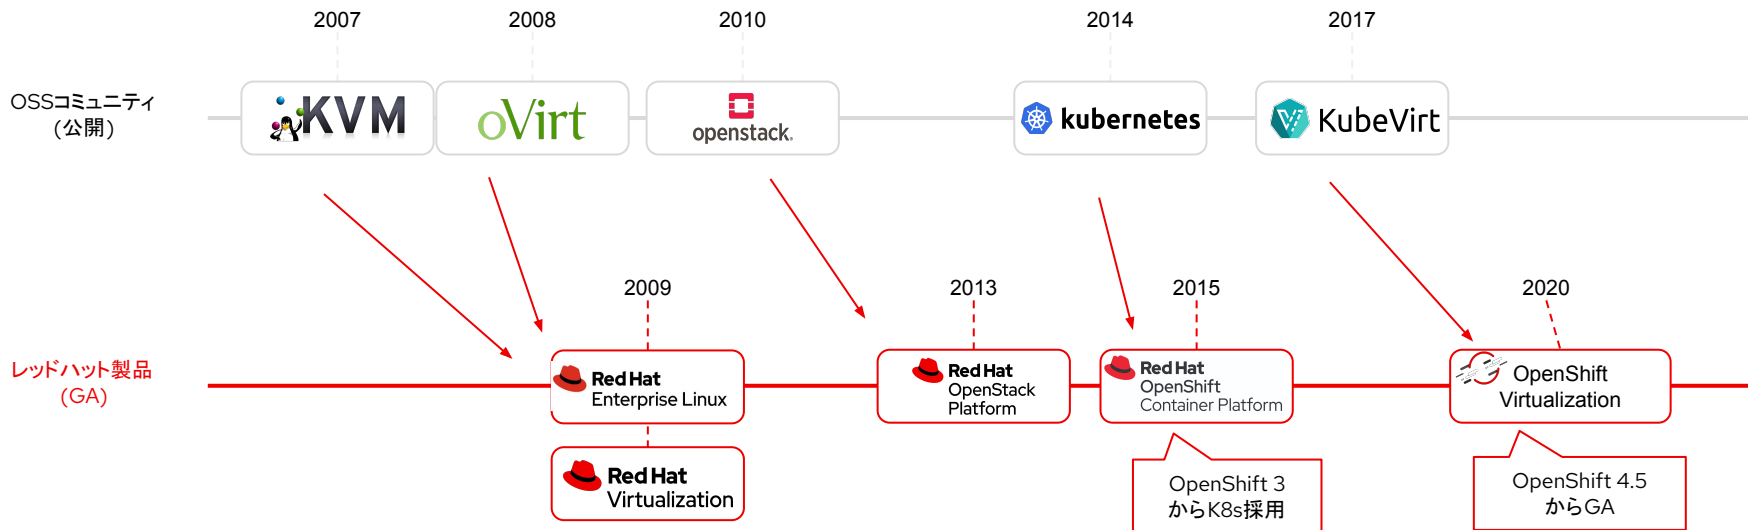 2007
2008
2010
2014
2017
OSSコミュニティ
(公開)
KVM
oVirt
openstack.
kubernetes
KubeVirt
2009
2013
2015
2020
レッドハット製品
(GA)
Red Hat
Enterprise Linux
Red Hat
OpenStack
Platform
Red Hat
OpenShift
Container Platform
OpenShift
Virtualization
Red Hat
Virtualization
OpenShift 3
からK8s採用
OpenShift 4.5
からGA